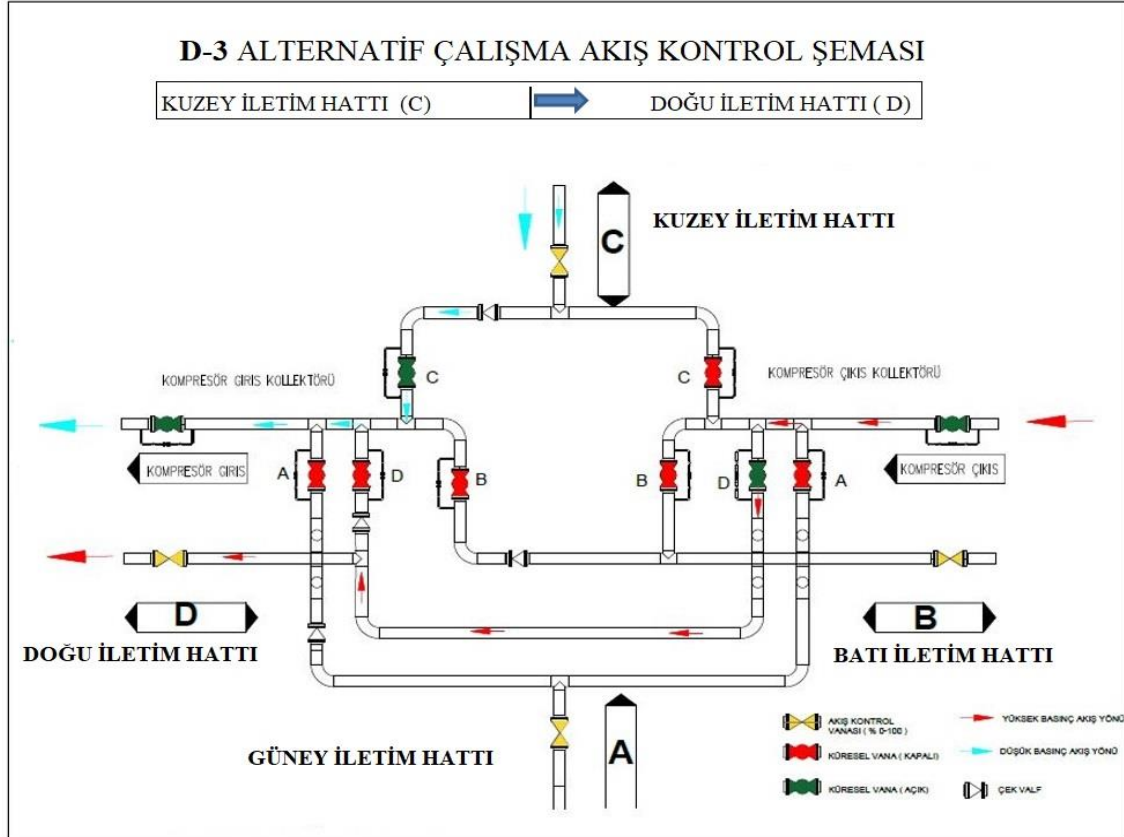 D-3 ALTERNATİF ÇALIŞMA AKIŞ KONTROL ŞEMASI
KUZEY İLETİM HATTI (C) DOĞU İLETİM HATTI ( D )
C
KUZEY İLETİM HATTI
C
C
KOMPRESÖR GIRIS KOLLEKTÖRÜ
KOMPRESÖR ÇIKIS KOLLEKTÖRÜ
KOMPRESÖR GIRIS
A
D
B
B
D
A
KOMPRESÖR ÇIKIS
D
B
DOĞU İLETİM HATTI
BATI İLETİM HATTI
GÜNEY İLETİM HATTI
A
AKIŞ KONTROL
VANASI ( % 0-100 )
YÜKSEK BASINÇ AKIŞ YÖNÜ
KÜRESEL VANA ( KAPALI)
DÜŞÜK BASINÇ AKIŞ YÖNÜ
KÜRESEL VANA ( AÇIK)
ÇEK VALF